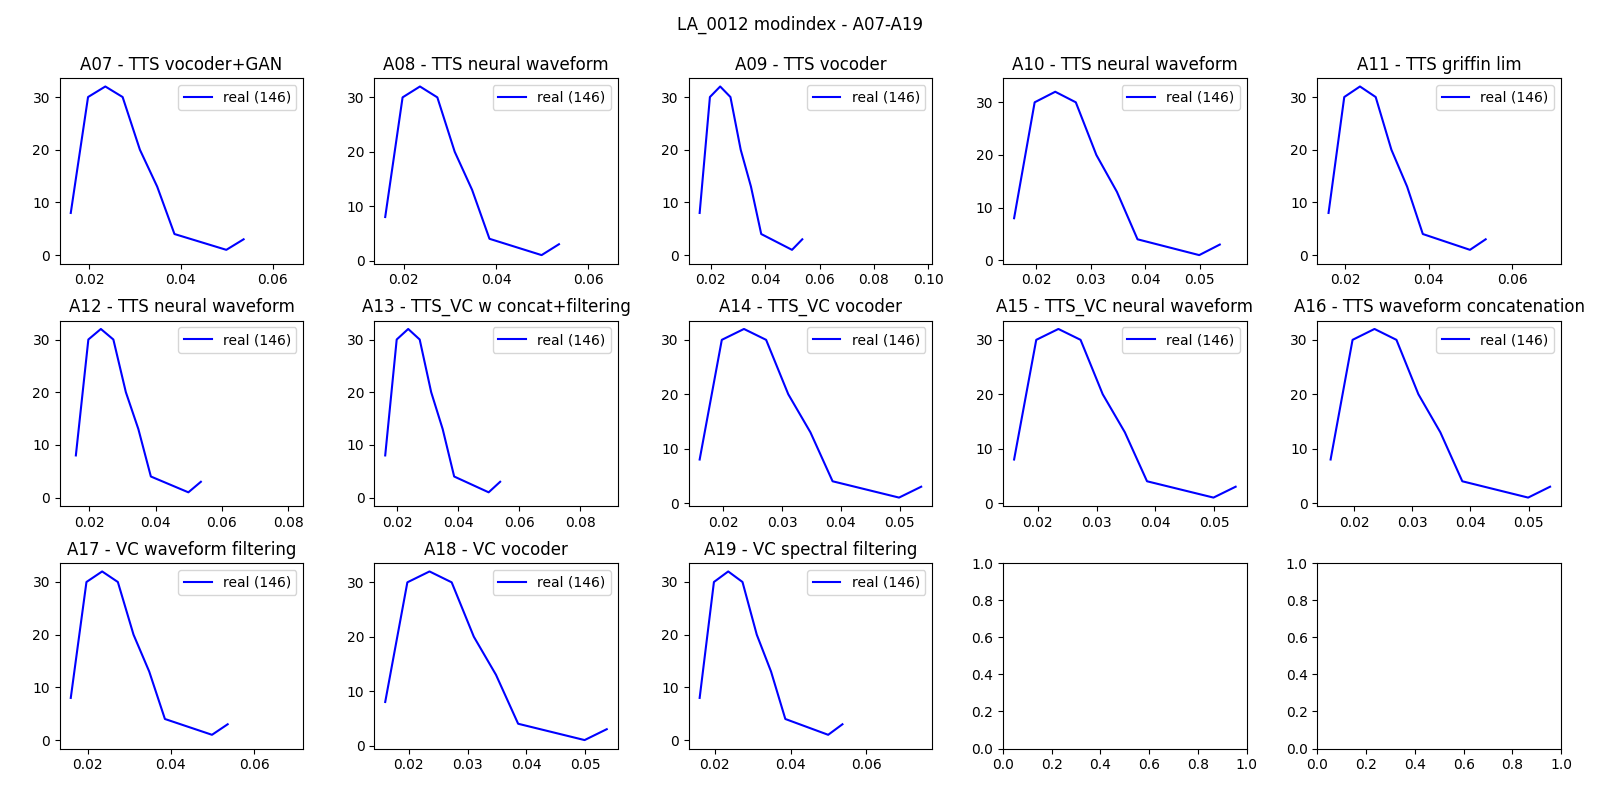 LA_0012 modindex - A07-A19
A07 - TTS vocoder+GAN
A08 - TTS neural waveform
A09 - TTS vocoder
A10 - TTS neural waveform
A11 - TTS griffin lim
real (146)
real (146)
real (146)
real (146)
real (146)
30
20
10
0
30
20
10
0
30
20
10
0
30
20
10
0
30
20
10
0
0.02 0.04 0.06
0.02 0.04 0.06
0.02 0.04 0.06 0.08 0.10
0.02 0.03 0.04 0.05
0.02 0.04 0.06
A12 - TTS neural waveform
A13 - TTS_VC w concat+filtering
A14 - TTS_VC vocoder
A15 - TTS_VC neural waveform
A16 - TTS waveform concatenation
real (146)
real (146)
real (146)
real (146)
real (146)
30
20
10
0
30
20
10
0
30
20
10
0
30
20
10
0
30
20
10
0
0.02 0.04 0.06 0.08
0.02 0.04 0.06 0.08
0.02 0.03 0.04 0.05
0.02 0.03 0.04 0.05
0.02 0.03 0.04 0.05
A17 - VC waveform filtering
A18 - VC vocoder
A19 - VC spectral filtering
real (146)
real (146)
real (146)
30
20
10
0
30
20
10
0
30
20
10
0
1.0
0.8
0.6
0.4
0.2
0.0
1.0
0.8
0.6
0.4
0.2
0.0
0.02 0.04 0.06
0.02 0.03 0.04 0.05
0.02 0.04 0.06
0.0 0.2 0.4 0.6 0.8 1.0
0.0 0.2 0.4 0.6 0.8 1.0